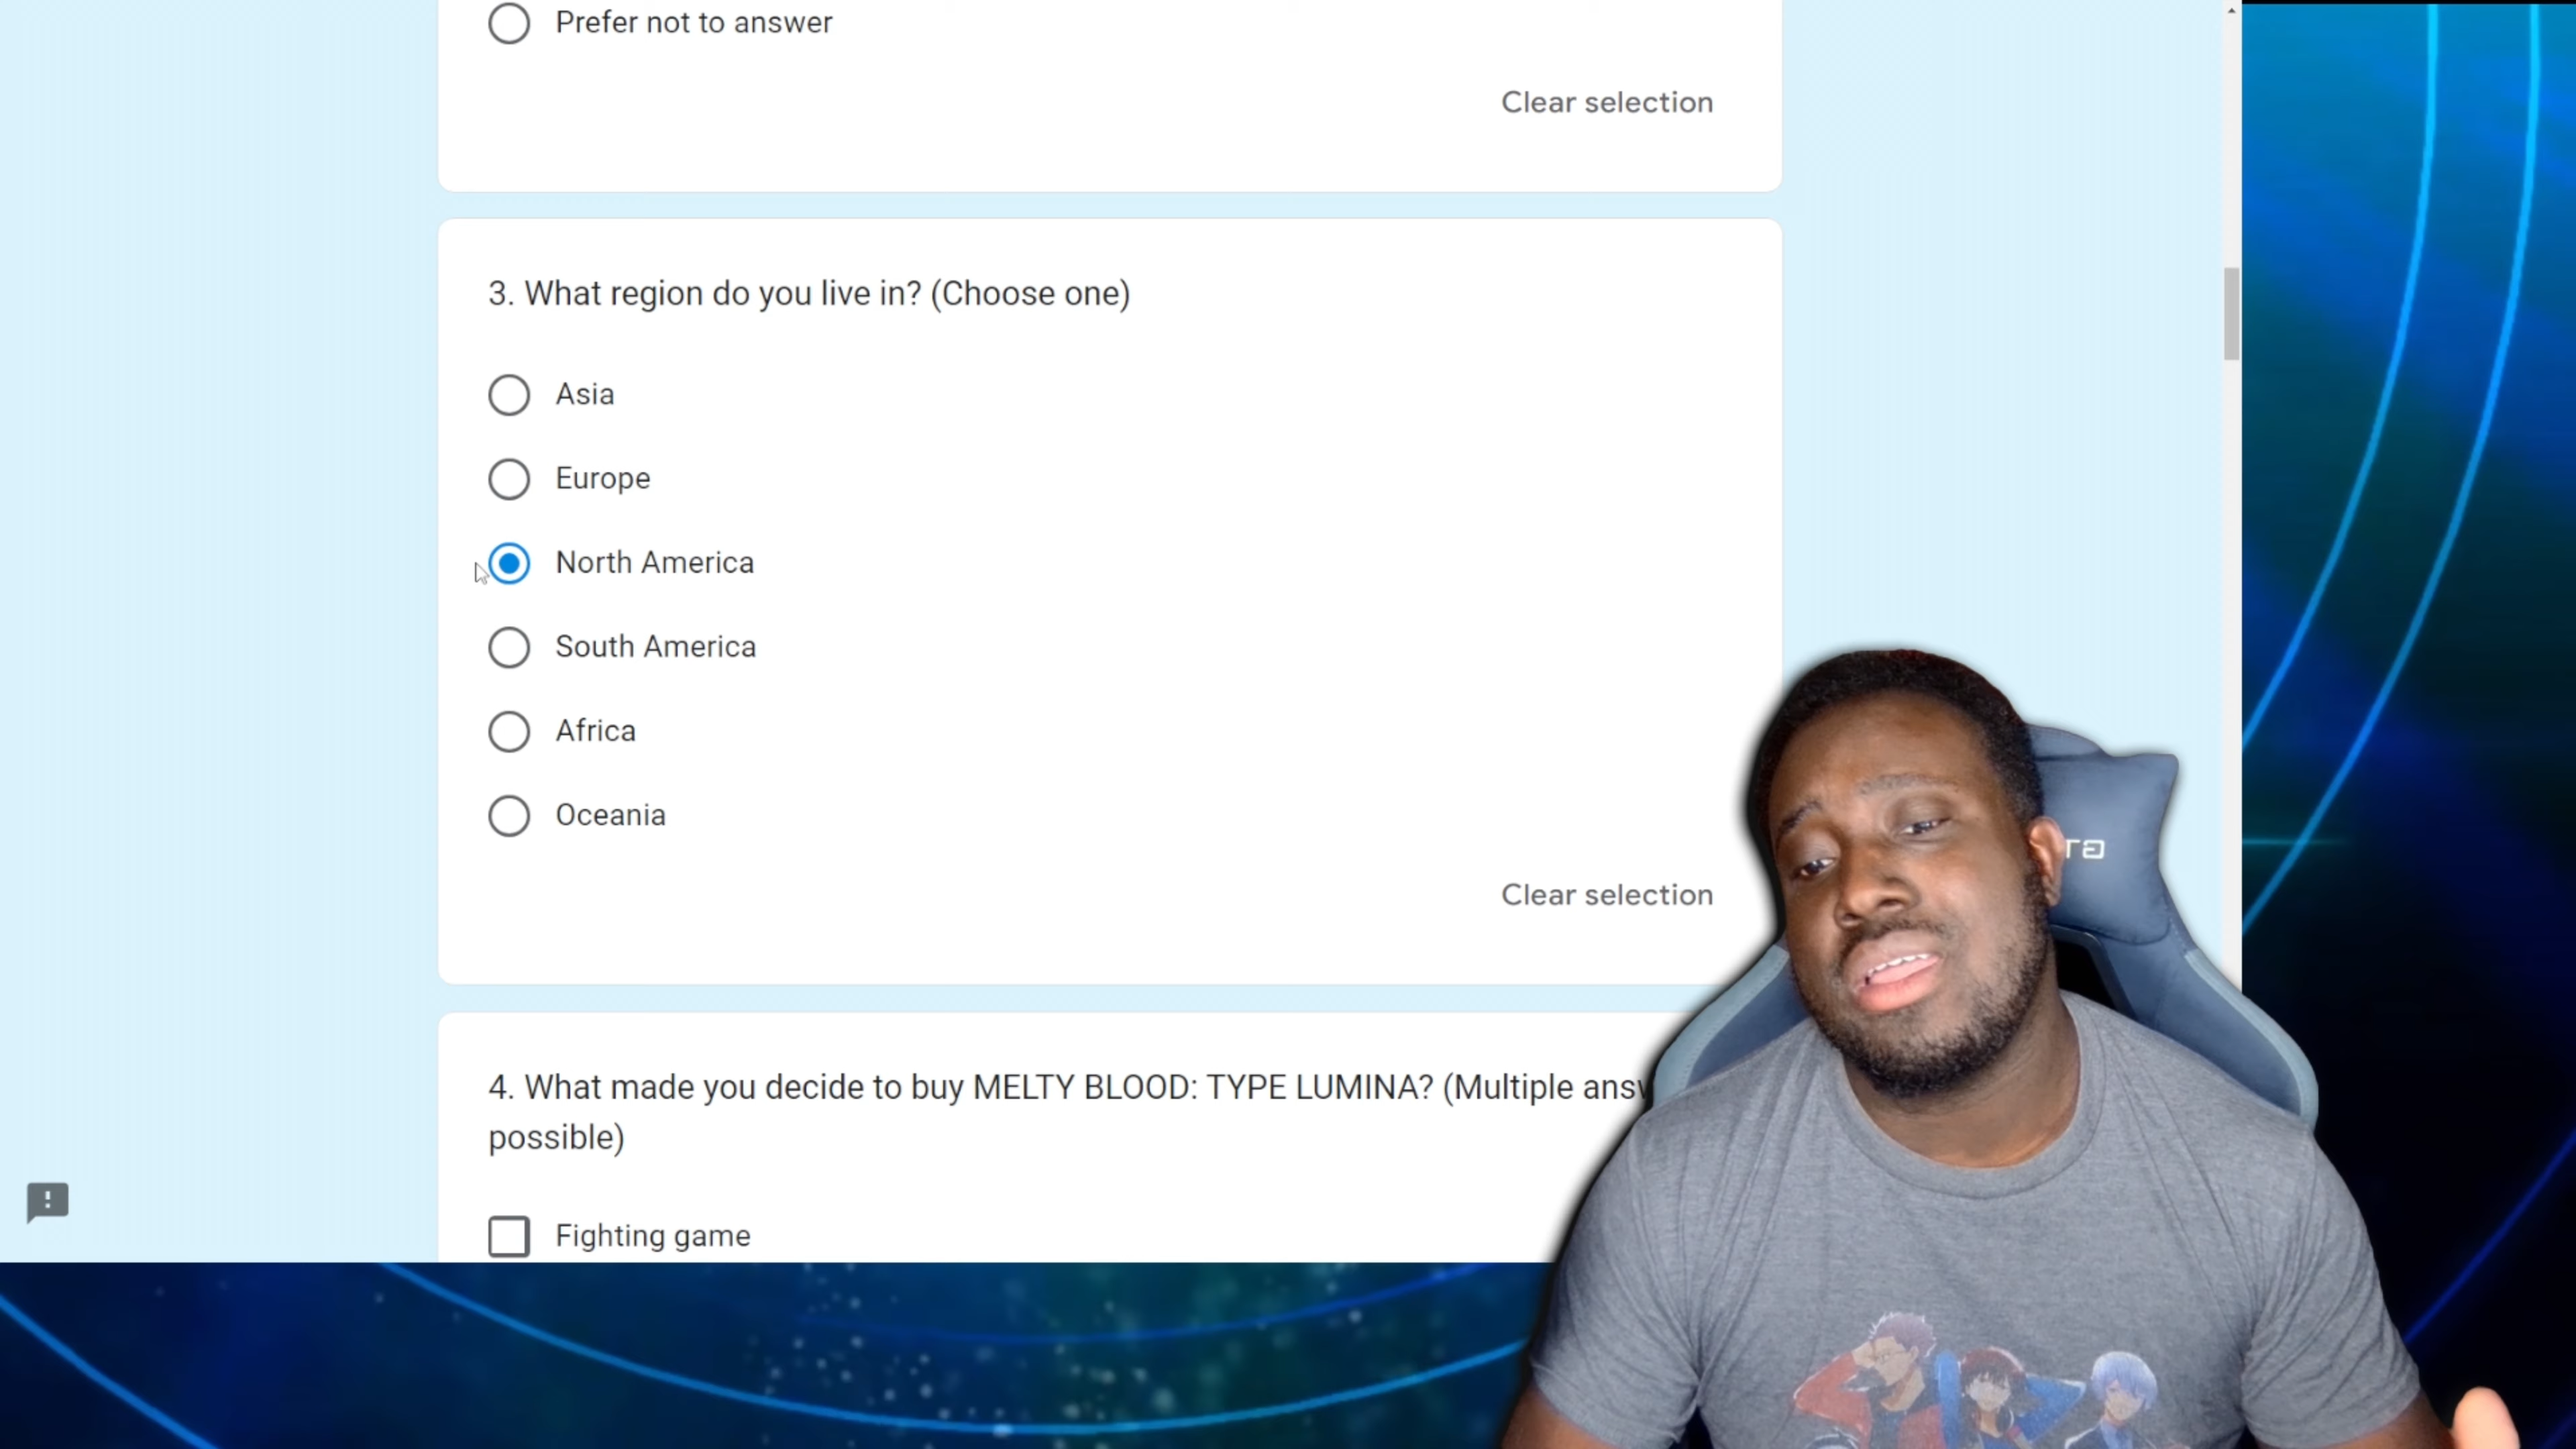 Prefer not to answer
Clear selection
3. What region do you live in? (Choose one)
Asia
Europe
North America
South America
Africa
Oceania
Clear selection
4. What made you decide to buy MELTY BLOOD: TYPE LUMINA? (Multiple
possible)
Fighting game